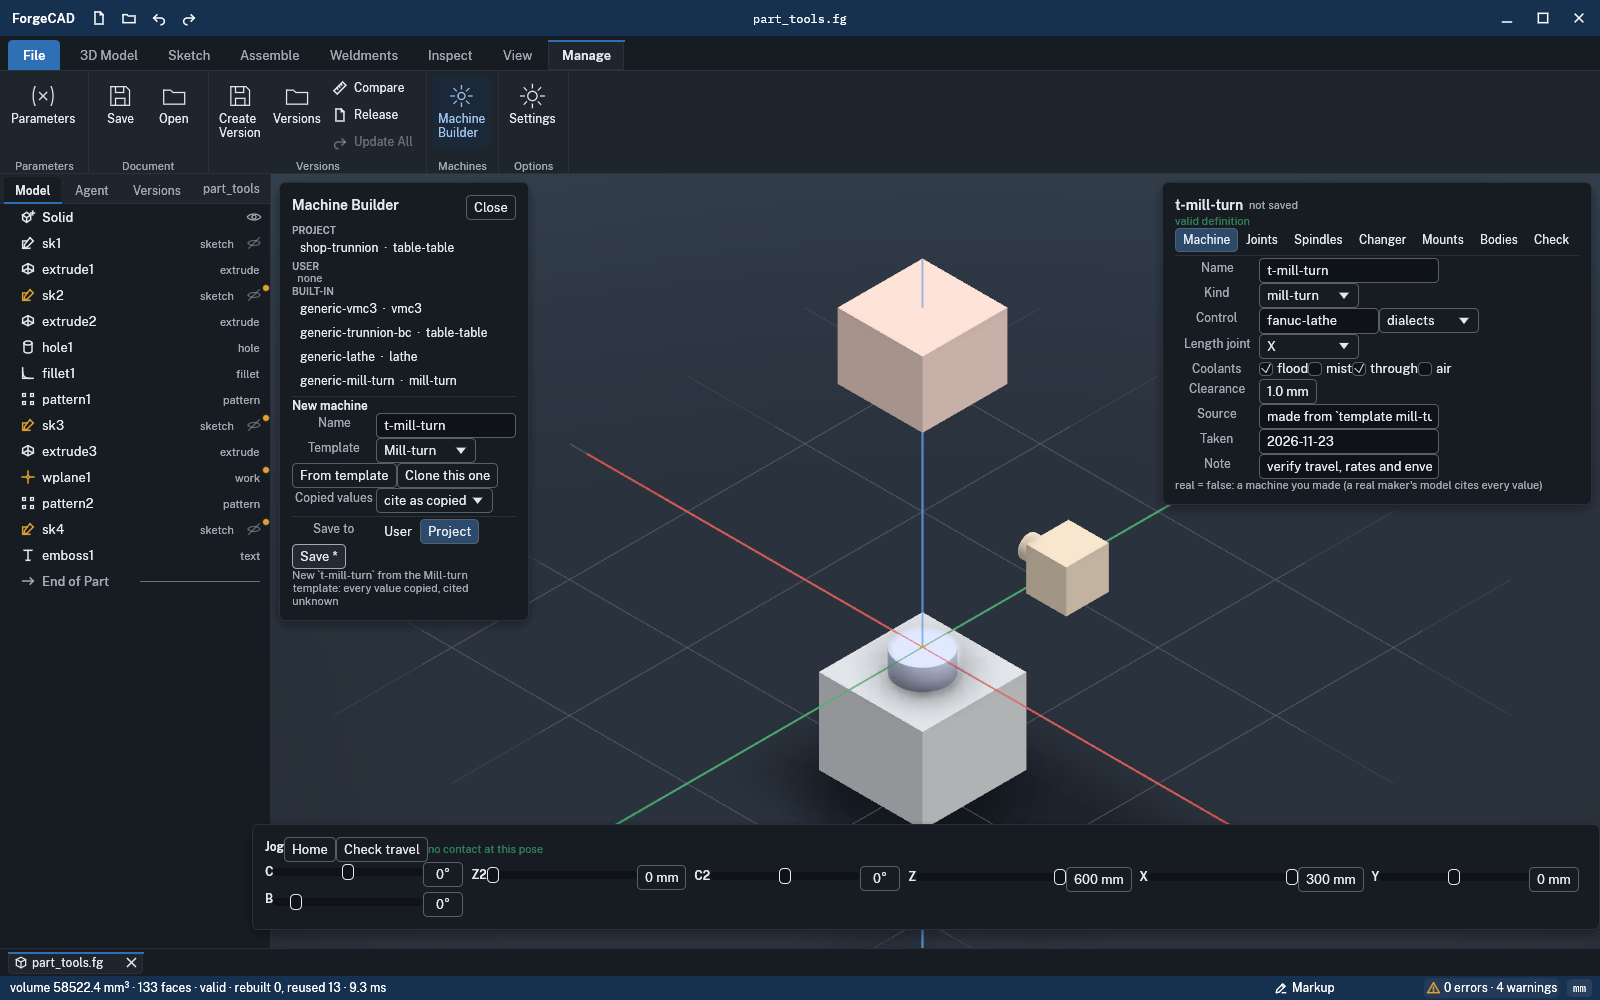 ForgeCAD
part_tools.fg
File 3D Model Sketch Assemble Weldments Inspect View Manage
Parameters Save Open Create Version Versions Compare Release Update All Machine Builder Settings
Parameters Document Versions Machines Options
Model Agent Versions part_tools
Solid
sk1 sketch
extrude1 extrude
sk2 sketch
extrude2 extrude
hole1 hole
fillet1 fillet
pattern1 pattern
sk3 sketch
extrude3 extrude
wplane1 work
pattern2 pattern
sk4 sketch
emboss1 text
End of Part
Machine Builder Close
PROJECT
shop-trunnion · table-table
USER
none
BUILT-IN
generic-vmc3 · vmc3
generic-trunnion-bc · table-table
generic-lathe · lathe
generic-mill-turn · mill-turn
New machine
Name t-mill-turn
Template Mill-turn
From template Clone this one
Copied values cite as copied
Save to User Project
Save *
New `t-mill-turn` from the Mill-turn
template: every value copied, cited
unknown
t-mill-turn not saved
valid definition
Machine Joints Spindles Changer Mounts Bodies Check
Name t-mill-turn
Kind mill-turn
Control fanuc-lathe dialects
Length joint X
Coolants flood mist through air
Clearance 1.0 mm
Source made from `template mill-tu
Taken 2026-11-23
Note verify travel, rates and enve
real = false: a machine you made (a real maker's model cites every value)
Jog Home Check travel no contact at this pose
C 0° Z2 0 mm C2 0° Z 600 mm X 300 mm Y 0 mm
B 0°
part_tools.fg
volume 58522.4 mm³ · 133 faces · valid · rebuilt 0, reused 13 · 9.3 ms Markup 0 errors · 4 warnings mm